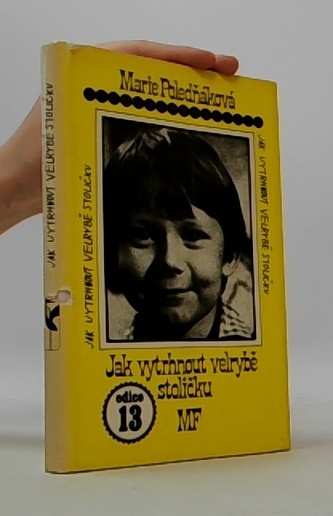 JAK VYTRHNOUT VELRYBĚ STOLIČKU
Marie Poledňáková
JAK VYTRHNOUT VELRYBĚ STOLIČKU
JAK VYTRHNOUT VELRYBĚ STOLIČKU
Jak vytrhnout velrybě
stoličku
edice
13
MF